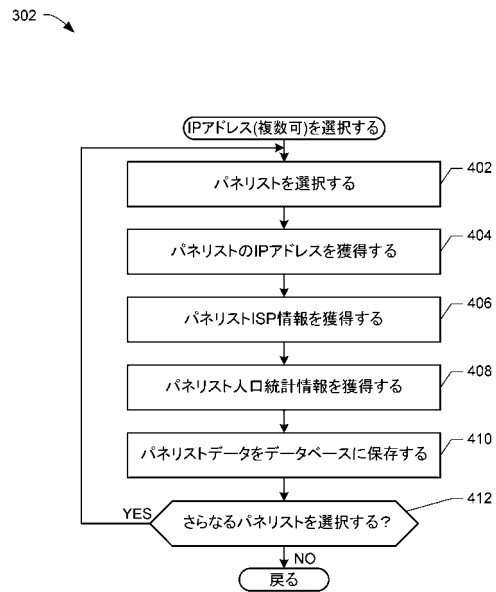 302
IPアドレス(複数可)を選択する
パネリストを選択する
402
パネリストのIPアドレスを獲得する
404
パネリストISP情報を獲得する
406
パネリスト人口統計情報を獲得する
408
パネリストデータをデータベースに保存する
410
さらなるパネリストを選択する?
412
YES
NO
戻る